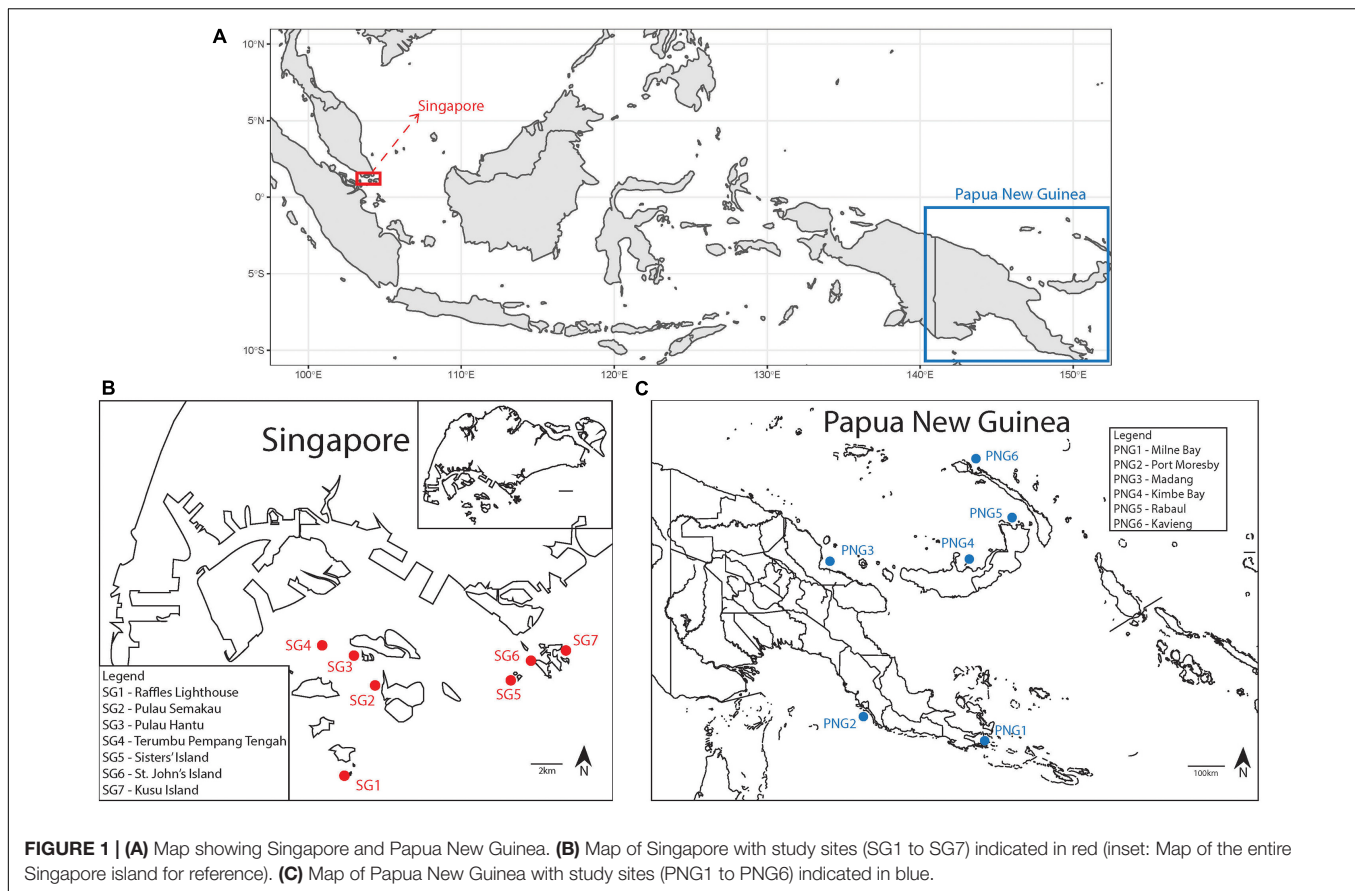 A
10°N
5°N
0°
5°S
10°S
100°E
110°E
120°E
130°E
140°E
150°E
Singapore
Papua New Guinea
B
Singapore
SG4
SG3
SG2
SG1
SG6
SG7
SG5
Legend
SG1 - Raffles Lighthouse
SG2 - Pulau Semakau
SG3 - Pulau Hantu
SG4 - Terumbu Pempang Tengah
SG5 - Sisters' Island
SG6 - St. John's Island
SG7 - Kusu Island
2km
N
C
Papua New Guinea
Legend
PNG1 - Milne Bay
PNG2 - Port Moresby
PNG3 - Madang
PNG4 - Kimbe Bay
PNG5 - Rabaul
PNG6 - Kavieng
PNG6
PNG5
PNG4
PNG3
PNG2
PNG1
100km
N
FIGURE 1 | (A) Map showing Singapore and Papua New Guinea. (B) Map of Singapore with study sites (SG1 to SG7) indicated in red (inset: Map of the entire
Singapore island for reference). (C) Map of Papua New Guinea with study sites (PNG1 to PNG6) indicated in blue.